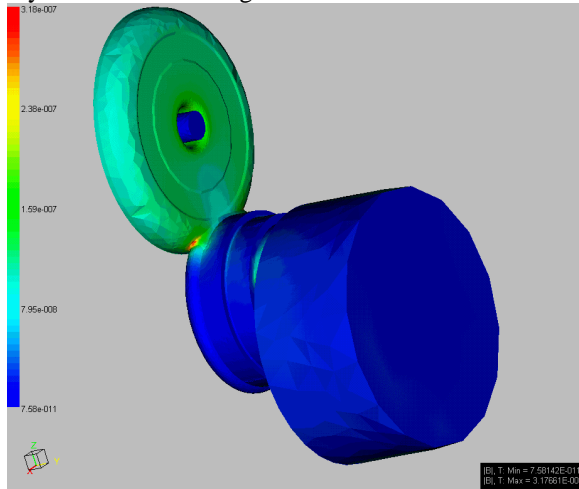 3.18e-007
2.38e-007
1.59e-007
7.95e-008
7.58e-011
Z
Y
X
|B|, T: Min = 7.58142E-011
|B|, T: Max = 3.17661E-00